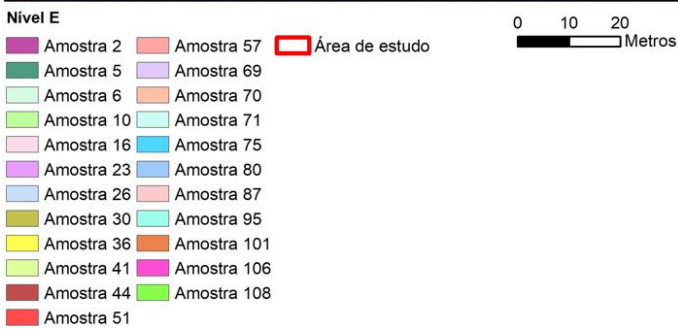 Nível E
Amostra 2
Amostra 5
Amostra 6
Amostra 10
Amostra 16
Amostra 23
Amostra 26
Amostra 30
Amostra 36
Amostra 41
Amostra 44
Amostra 51
Amostra 57
Amostra 69
Amostra 70
Amostra 71
Amostra 75
Amostra 80
Amostra 87
Amostra 95
Amostra 101
Amostra 106
Amostra 108
Área de estudo
0 10 20
Metros